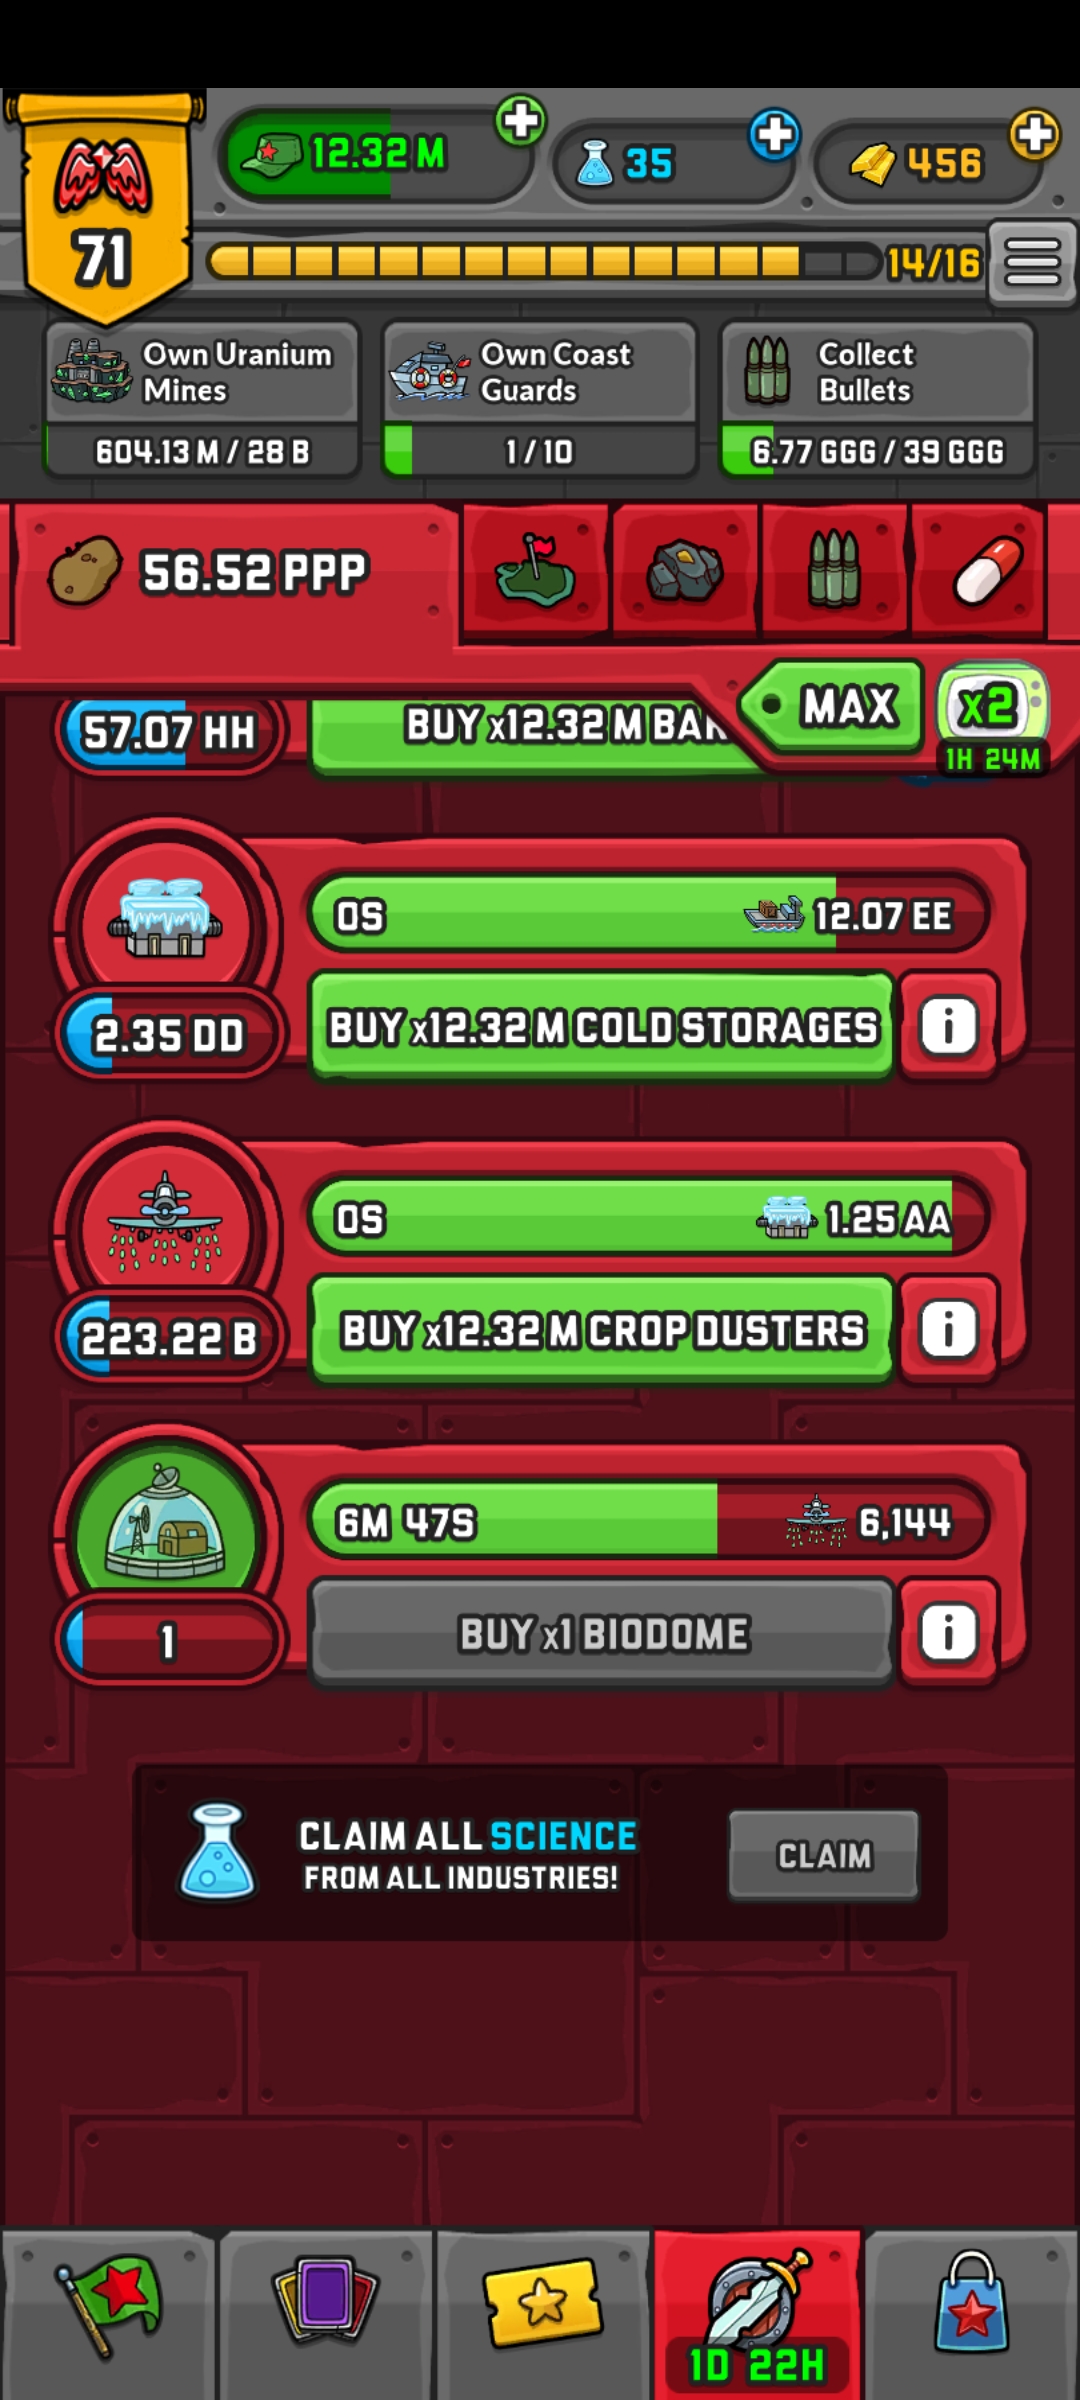 12.32 M
35
456
71
14/16
Own Uranium
Mines
604.13 M / 28 B
Own Coast
Guards
1 / 10
Collect
Bullets
6.77 GGG / 39 GGG
56.52 PPP
MAX
x2
1H 24M
57.07 HH
BUY x12.32 M
0S
12.07 EE
2.35 DD
BUY x12.32 M COLD STORAGES
i
0S
1.25 AA
223.22 B
BUY x12.32 M CROP DUSTERS
i
6M 47S
6,144
1
BUY x1 BIODOME
i
CLAIM ALL SCIENCE
FROM ALL INDUSTRIES!
CLAIM
1D 22H